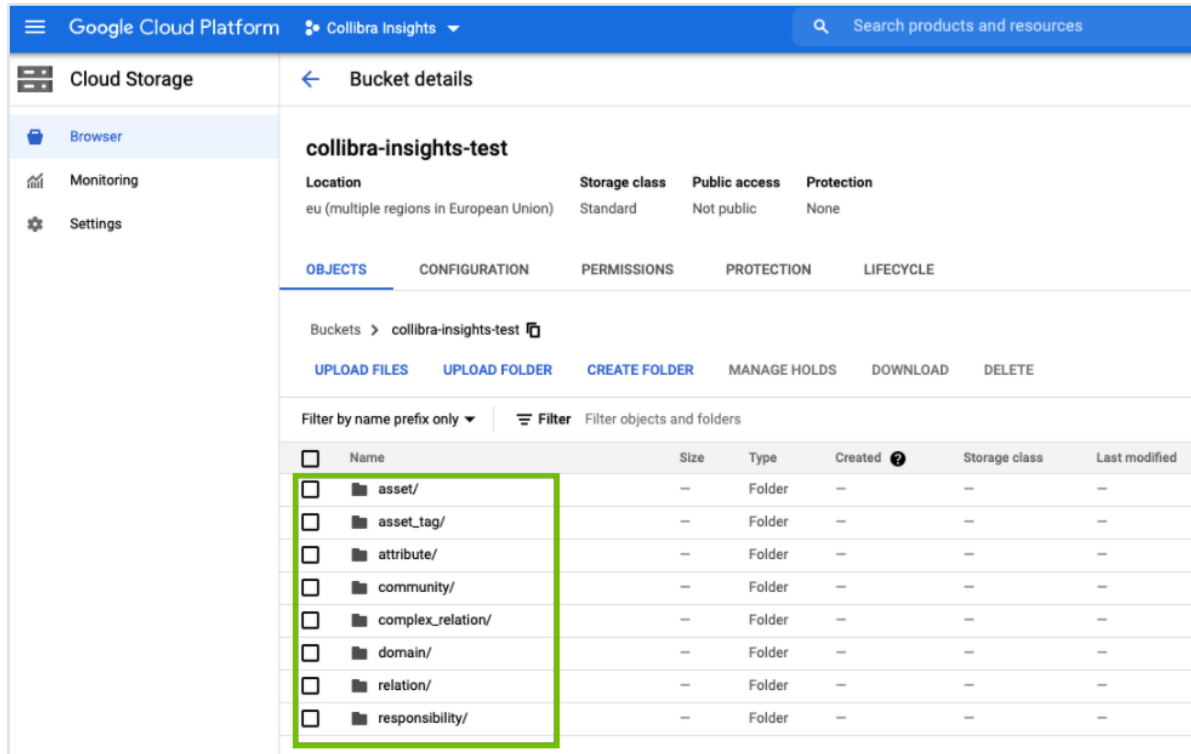 Google Cloud Platform Collibra Insights Search products and resources
Cloud Storage Bucket details
Browser
Monitoring
Settings
collibra-insights-test
Location Storage class Public access Protection
eu (multiple regions in European Union) Standard Not public None
OBJECTS CONFIGURATION PERMISSIONS PROTECTION LIFECYCLE
Buckets > collibra-insights-test
UPLOAD FILES UPLOAD FOLDER CREATE FOLDER MANAGE HOLDS DOWNLOAD DELETE
Filter by name prefix only Filter Filter objects and folders
Name Size Type Created ? Storage class Last modified
asset/ — Folder — — —
asset_tag/ — Folder — — —
attribute/ — Folder — — —
community/ — Folder — — —
complex_relation/ — Folder — — —
domain/ — Folder — — —
relation/ — Folder — — —
responsibility/ — Folder — — —